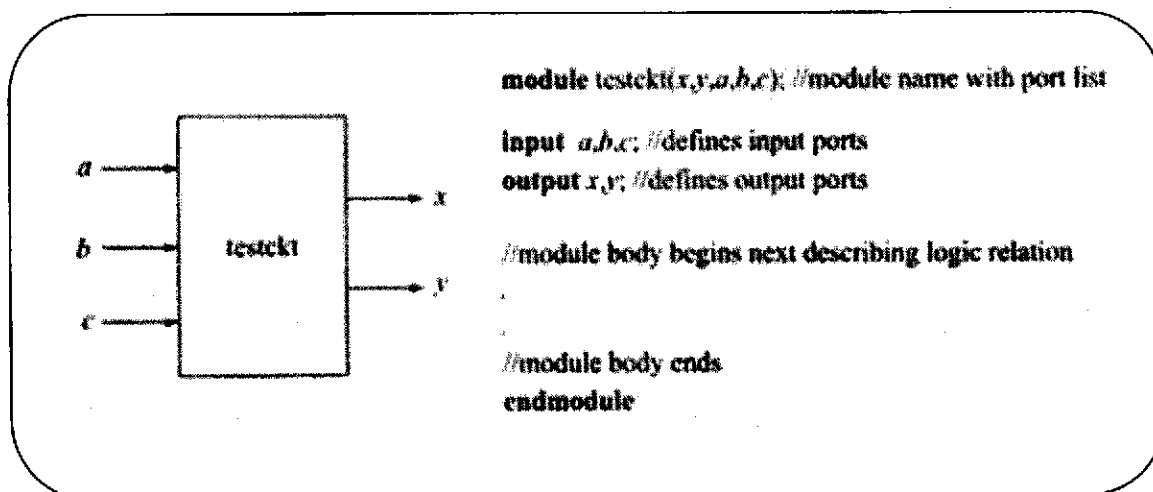 a
b
c
testckt
x
y
module testckt(x,y,a,b,c); //module name with port list
input a,b,c; //defines input ports
output x,y; //defines output ports
//module body begins next describing logic relation
.
.
//module body ends
endmodule